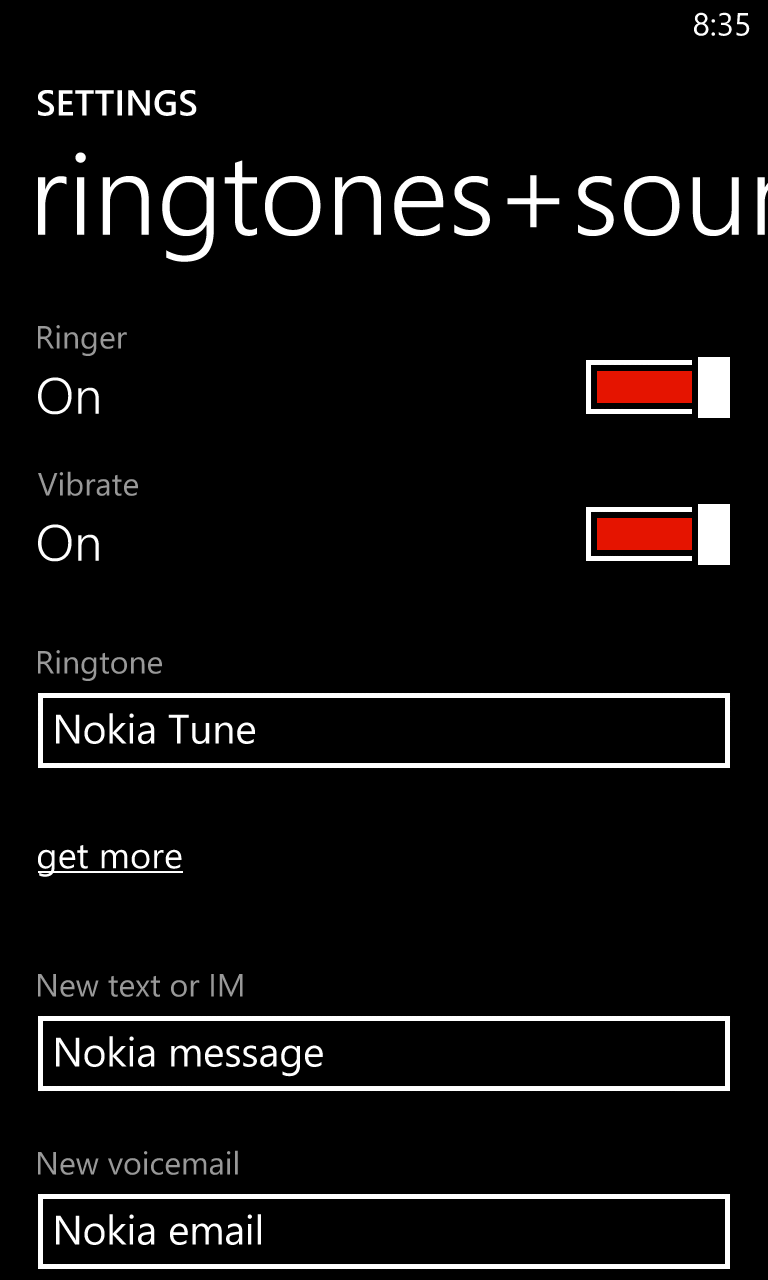 8:35
SETTINGS
ringtones+sour
Ringer
On
Vibrate
On
Ringtone
Nokia Tune
get more
New text or IM
Nokia message
New voicemail
Nokia email